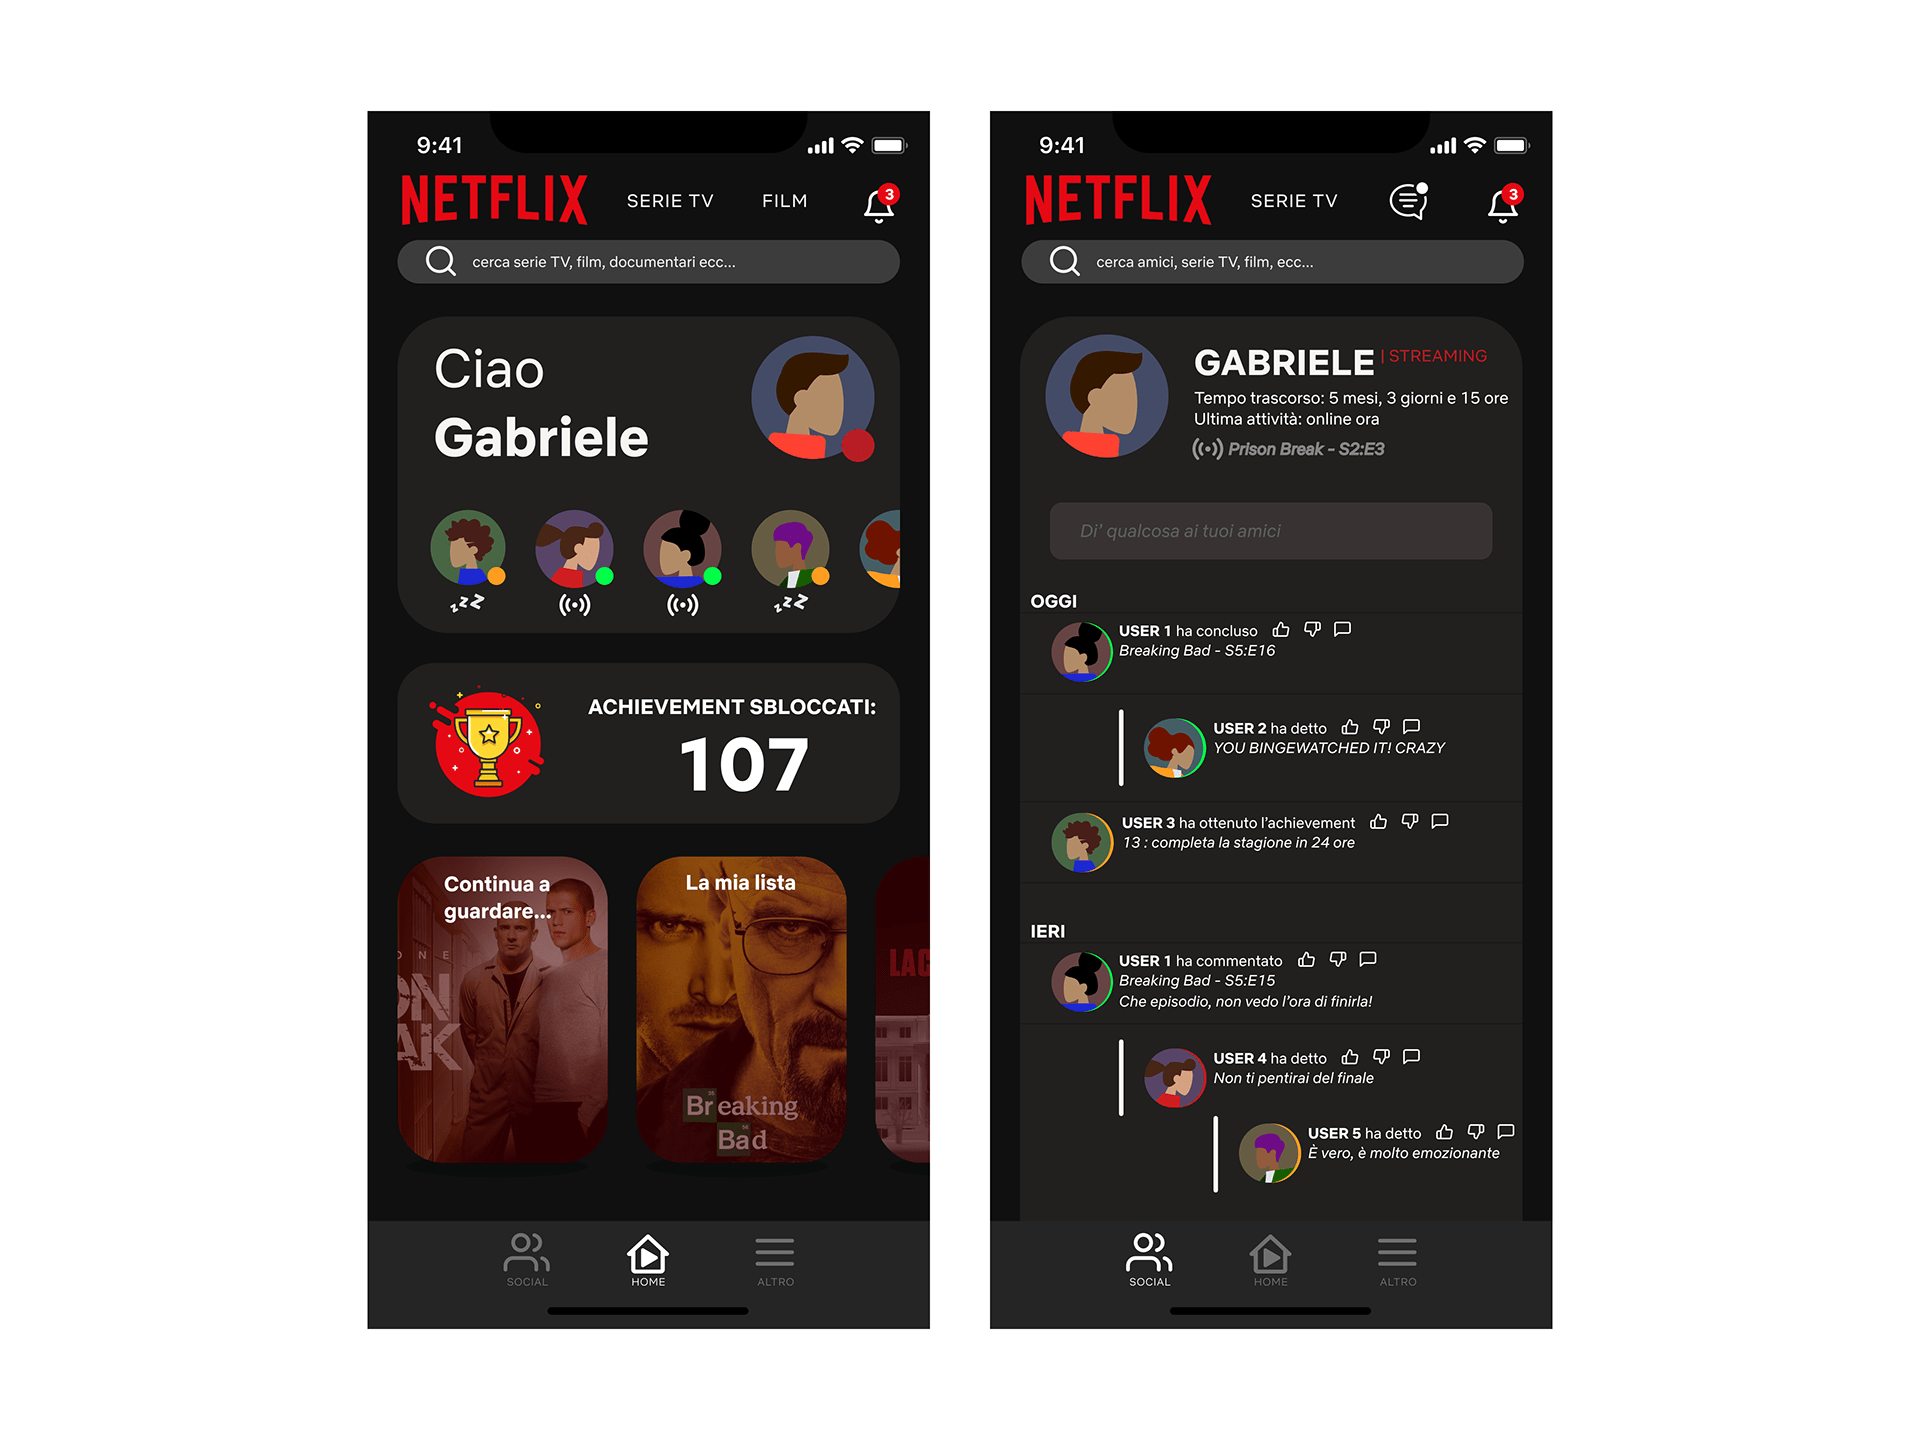 9:41
NETFLIX
SERIE TV
FILM
3
cerca serie TV, film, documentari ecc...
Ciao
Gabriele
zzZ
zzZ
ACHIEVEMENT SBLOCCATI:
107
Continua a
guardare...
ONE
ON
AK
La mia lista
Breaking
Bad
LAC
SOCIAL
HOME
ALTRO
9:41
NETFLIX
SERIE TV
3
cerca amici, serie TV, film, ecc...
GABRIELE | STREAMING
Tempo trascorso: 5 mesi, 3 giorni e 15 ore
Ultima attività: online ora
Prison Break - S2:E3
Di' qualcosa ai tuoi amici
OGGI
USER 1 ha concluso
Breaking Bad - S5:E16
USER 2 ha detto
YOU BINGEWATCHED IT! CRAZY
USER 3 ha ottenuto l'achievement
13 : completa la stagione in 24 ore
IERI
USER 1 ha commentato
Breaking Bad - S5:E15
Che episodio, non vedo l'ora di finirla!
USER 4 ha detto
Non ti pentirai del finale
USER 5 ha detto
È vero, è molto emozionante
SOCIAL
HOME
ALTRO